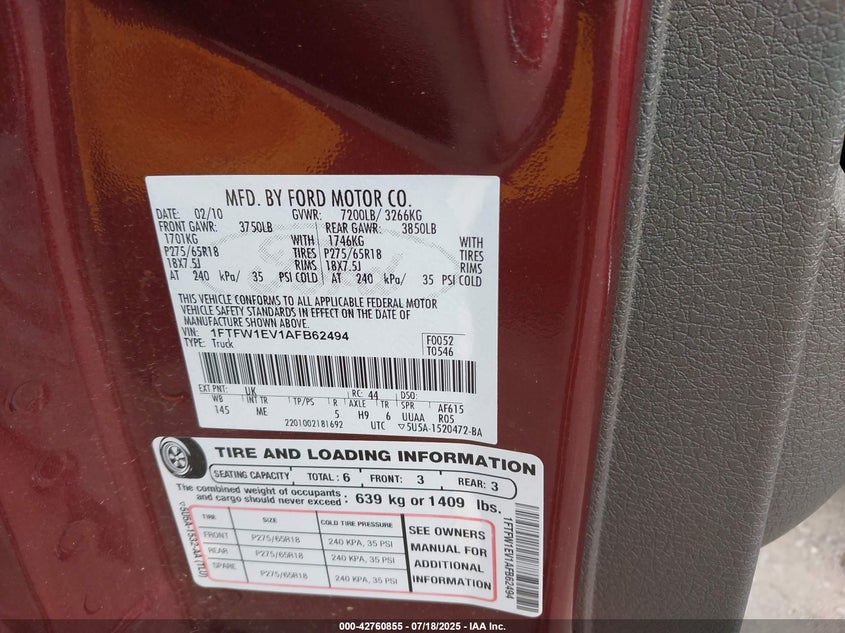 MFD. BY FORD MOTOR CO.
DATE: 02/10 GVWR: 7200LB/ 3266KG
FRONT GAWR: 3750LB REAR GAWR: 3850LB
1701KG WITH 1746KG WITH
P275/65R18 TIRES P275/65R18 TIRES
18X7.5J RIMS 18X7.5J RIMS
AT 240 kPa/ 35 PSI COLD AT 240 kPa/ 35 PSI COLD
THIS VEHICLE CONFORMS TO ALL APPLICABLE FEDERAL MOTOR
VEHICLE SAFETY STANDARDS IN EFFECT ON THE DATE OF
MANUFACTURE SHOWN ABOVE.
VIN: 1FTFW1EV1AFB62494 F0052
TYPE: Truck T0546
EXT PNT: UK RC: 44 DSO:
WB INT TR TP/PS R AXLE TR SPR AF615
145 ME 5 H9 6 UUAA R05
2201002181692 UTC ▽5U5A-1520472-BA
TIRE AND LOADING INFORMATION
SEATING CAPACITY TOTAL: 6 FRONT: 3 REAR: 3
The combined weight of occupants
and cargo should never exceed: 639 kg or 1409 lbs.
TIRE SIZE COLD TIRE PRESSURE
FRONT P275/65R18 240 KPA, 35 PSI
REAR P275/65R18 240 KPA, 35 PSI
SPARE P275/65R18 240 KPA, 35 PSI
SEE OWNERS
MANUAL FOR
ADDITIONAL
INFORMATION
1FTFW1EV1AFB62494
000-42760855 | 07/18/2025 - IAA Inc.